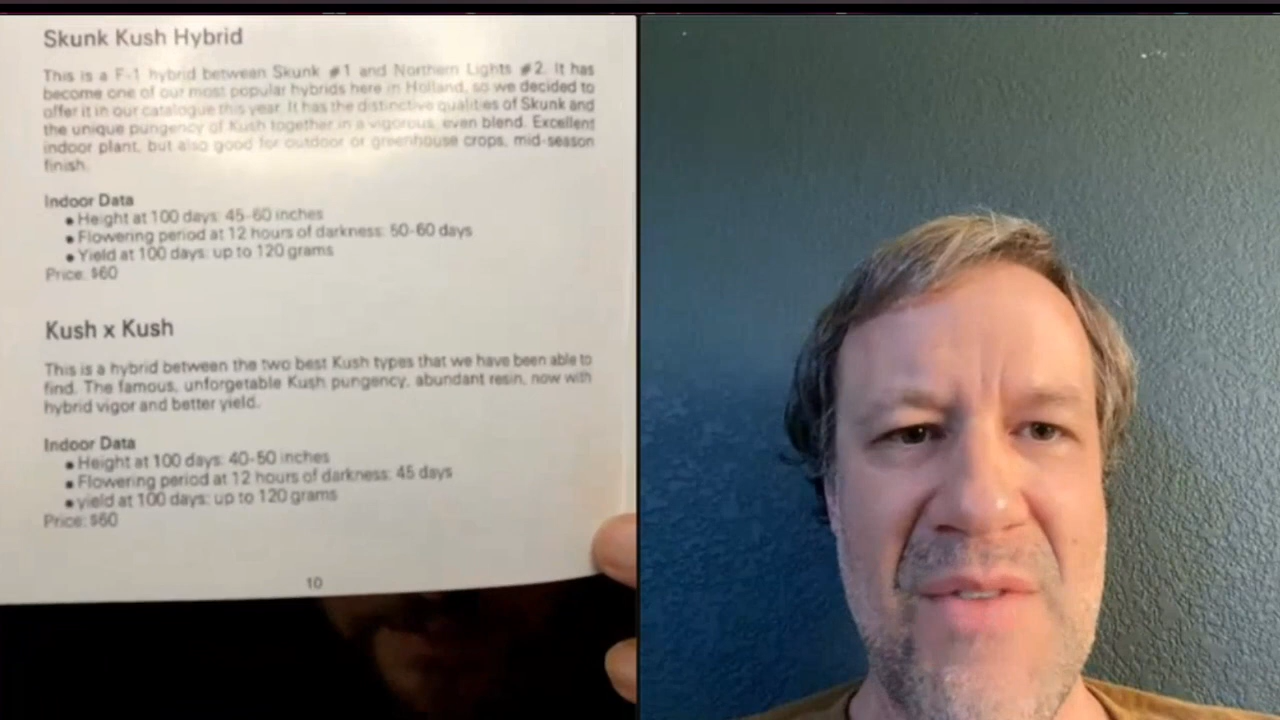 Skunk Kush Hybrid
This is a F-1 hybrid between Skunk #1 and Northern Lights #2. It has
become one of our most popular hybrids here in Holland, so we decided to
offer it in our catalogue this year. It has the distinctive qualities of Skunk and
the unique pungency of Kush together in a vigorous, even blend. Excellent
indoor plant, but also good for outdoor or greenhouse crops, mid-season
finish.
Indoor Data
● Height at 100 days: 45-60 inches
● Flowering period at 12 hours of darkness: 50-60 days
● Yield at 100 days: up to 120 grams
Price: $60
Kush x Kush
This is a hybrid between the two best Kush types that we have been able to
find. The famous, unforgetable Kush pungency, abundant resin, now with
hybrid vigor and better yield.
Indoor Data
● Height at 100 days: 40-50 inches
● Flowering period at 12 hours of darkness: 45 days
● yield at 100 days: up to 120 grams
Price: $60
10